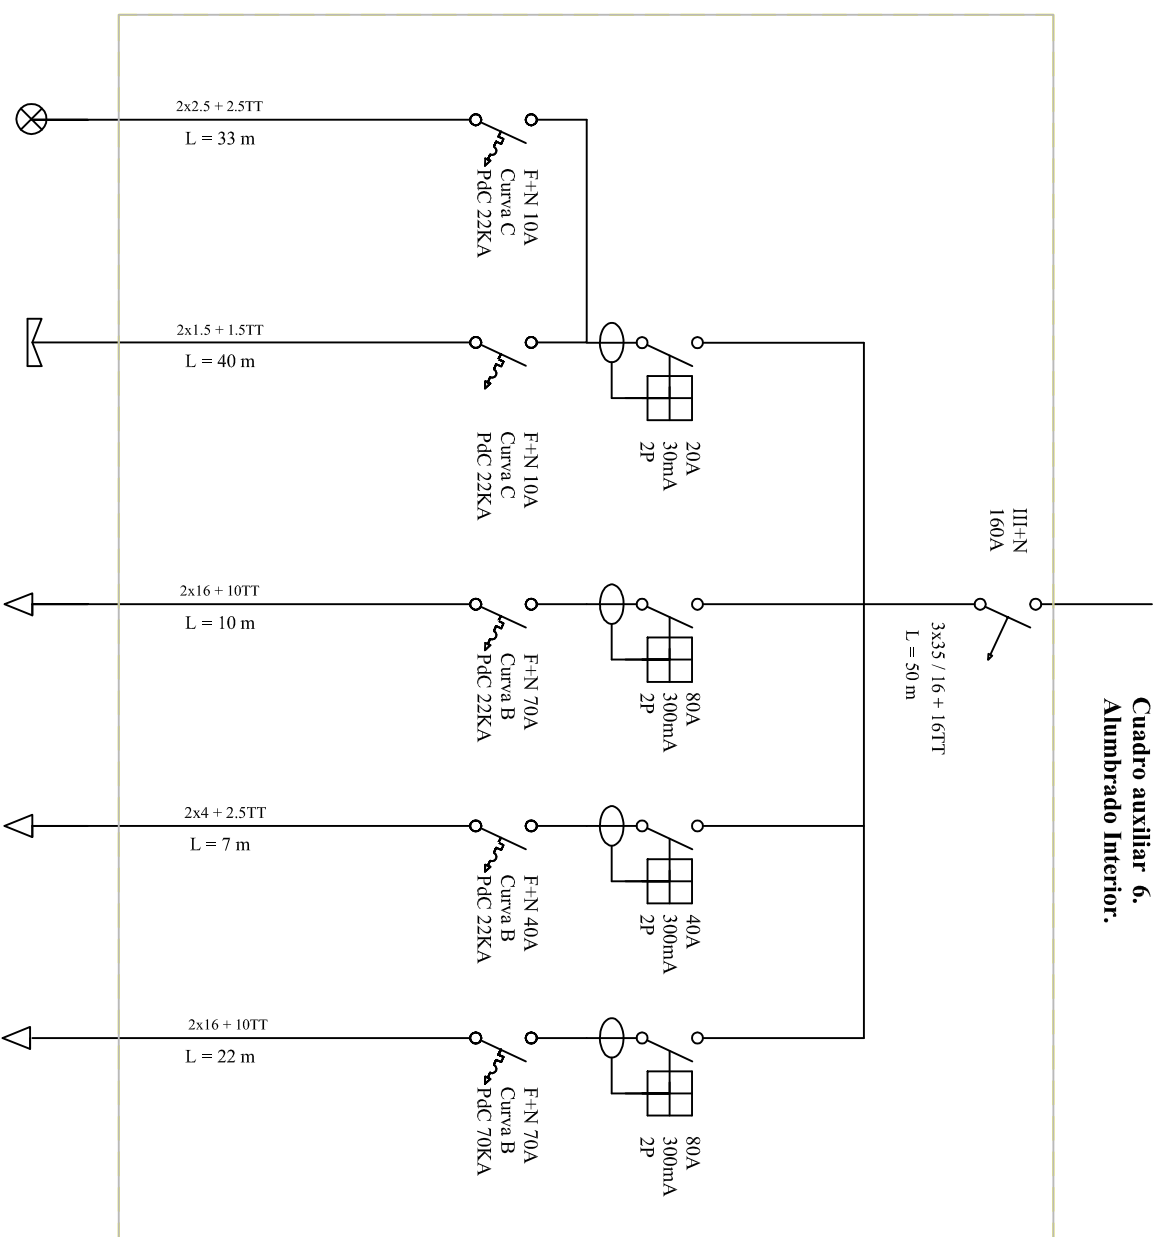 Cuadro auxiliar 6.
Alumbrado Interior.
III+N
160A
3x35 / 16 + 16TT
L = 50 m
2x2.5 + 2.5TT
L = 33 m
F+N 10A
Curva C
PdC 22KA
2x1.5 + 1.5TT
L = 40 m
F+N 10A
Curva C
PdC 22KA
20A
30mA
2P
2x16 + 10TT
L = 10 m
F+N 70A
Curva B
PdC 22KA
80A
300mA
2P
2x4 + 2.5TT
L = 7 m
F+N 40A
Curva B
PdC 22KA
40A
300mA
2P
2x16 + 10TT
L = 22 m
F+N 70A
Curva B
PdC 70KA
80A
300mA
2P